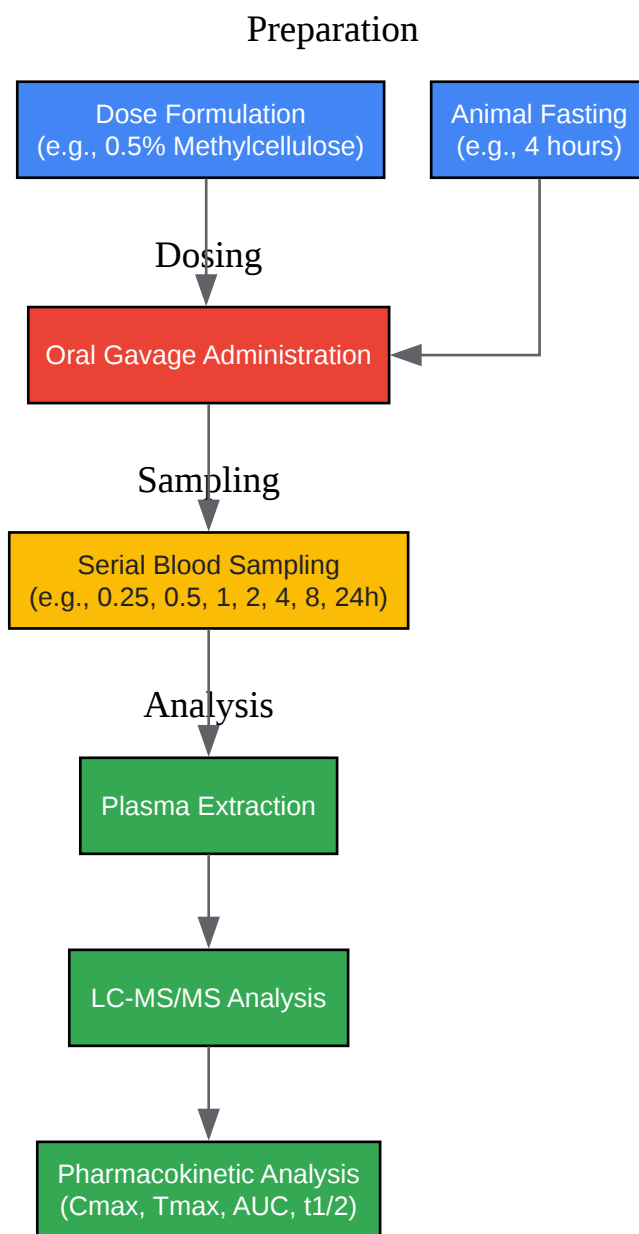 Preparation
Dose Formulation
(e.g., 0.5% Methylcellulose)
Animal Fasting
(e.g., 4 hours)
Dosing
Oral Gavage Administration
Sampling
Serial Blood Sampling
(e.g., 0.25, 0.5, 1, 2, 4, 8, 24h)
Analysis
Plasma Extraction
LC-MS/MS Analysis
Pharmacokinetic Analysis
(Cmax, Tmax, AUC, t1/2)